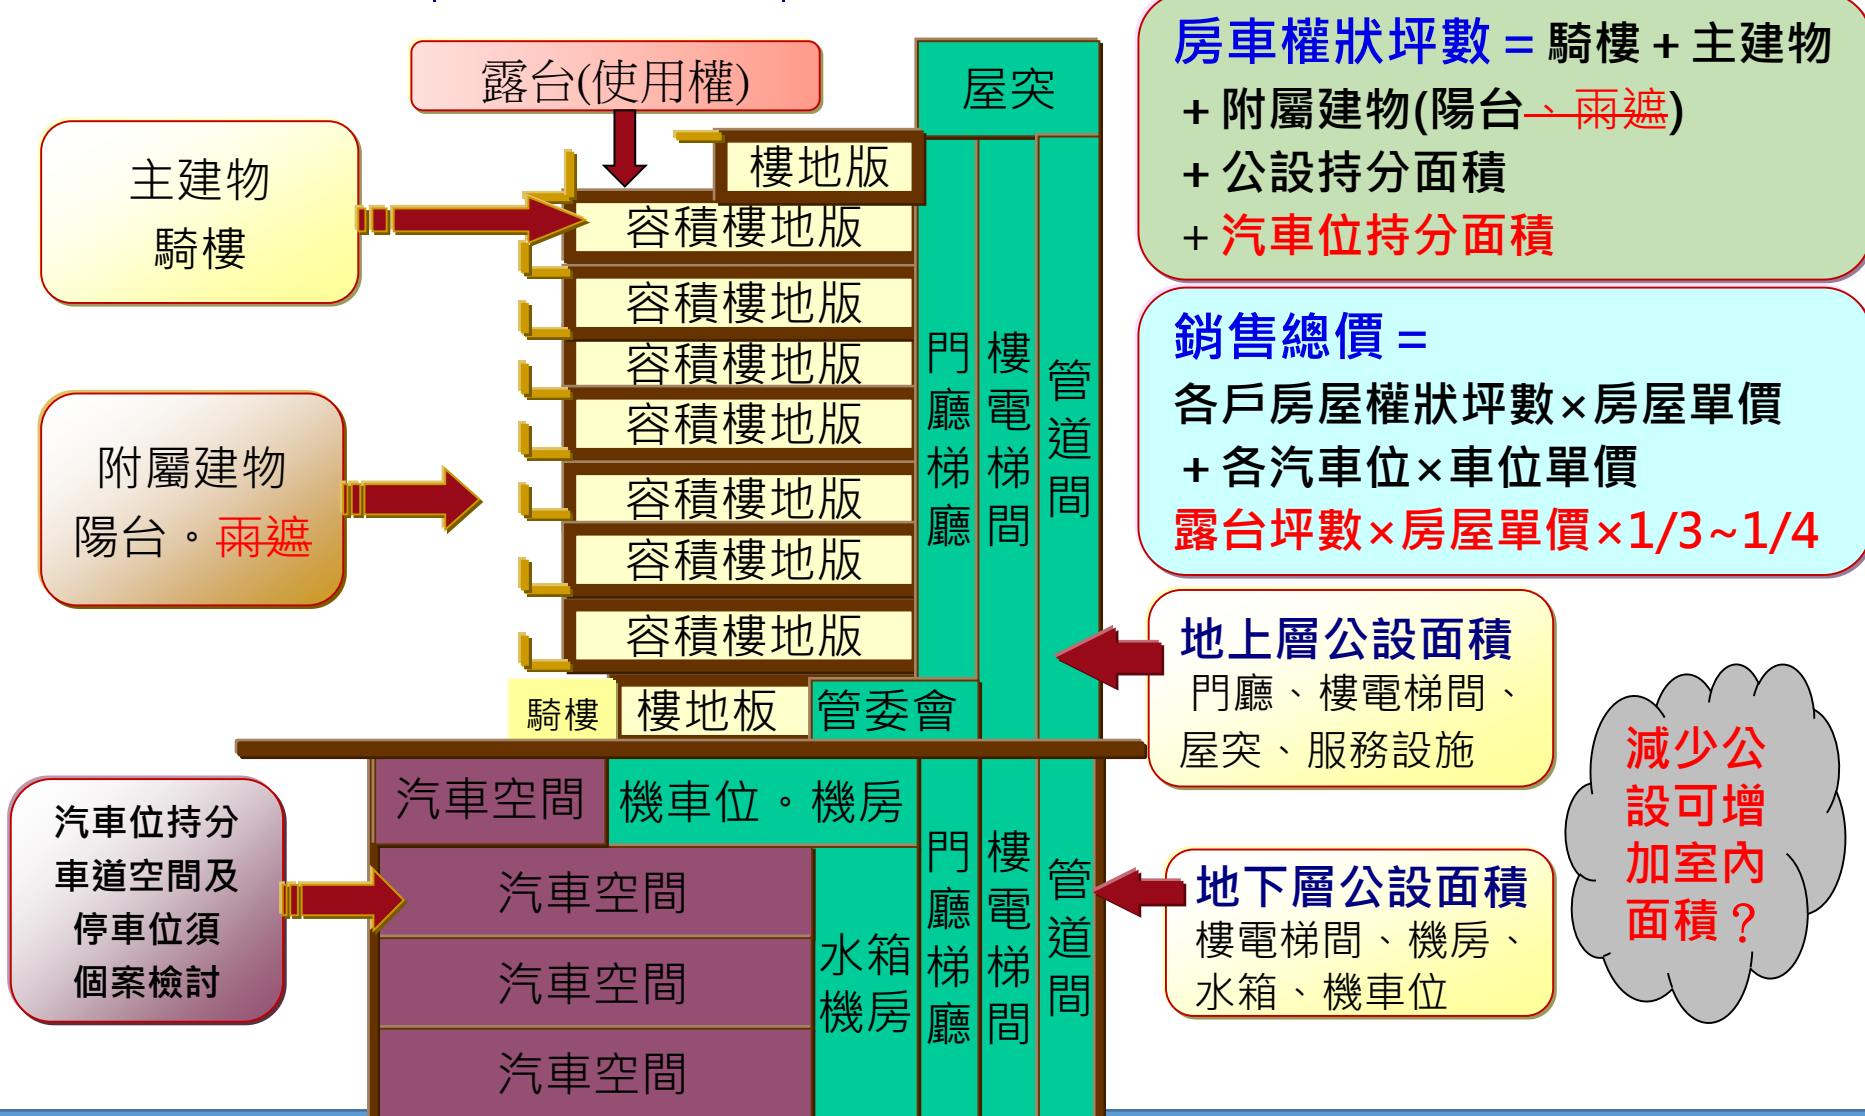 露台(使用權)
屋突
主建物
騎樓
樓地版
容積樓地版
容積樓地版
容積樓地版
容積樓地版
容積樓地版
容積樓地版
容積樓地版
門廳梯廳
樓電梯間
管道間
附屬建物
陽台。雨遮
騎樓
樓地板
管委會
汽車空間
機車位。機房
汽車空間
汽車空間
汽車空間
水箱
機房
門廳梯廳
樓電梯間
管道間
汽車位持分
車道空間及
停車位須
個案檢討
房車權狀坪數 = 騎樓 + 主建物
+ 附屬建物(陽台、雨遮)
+ 公設持分面積
+ 汽車位持分面積
銷售總價 =
各戶房屋權狀坪數×房屋單價
+ 各汽車位×車位單價
露台坪數×房屋單價×1/3~1/4
地上層公設面積
門廳、樓電梯間、
屋突、服務設施
地下層公設面積
樓電梯間、機房、
水箱、機車位
減少公
設可增
加室內
面積？